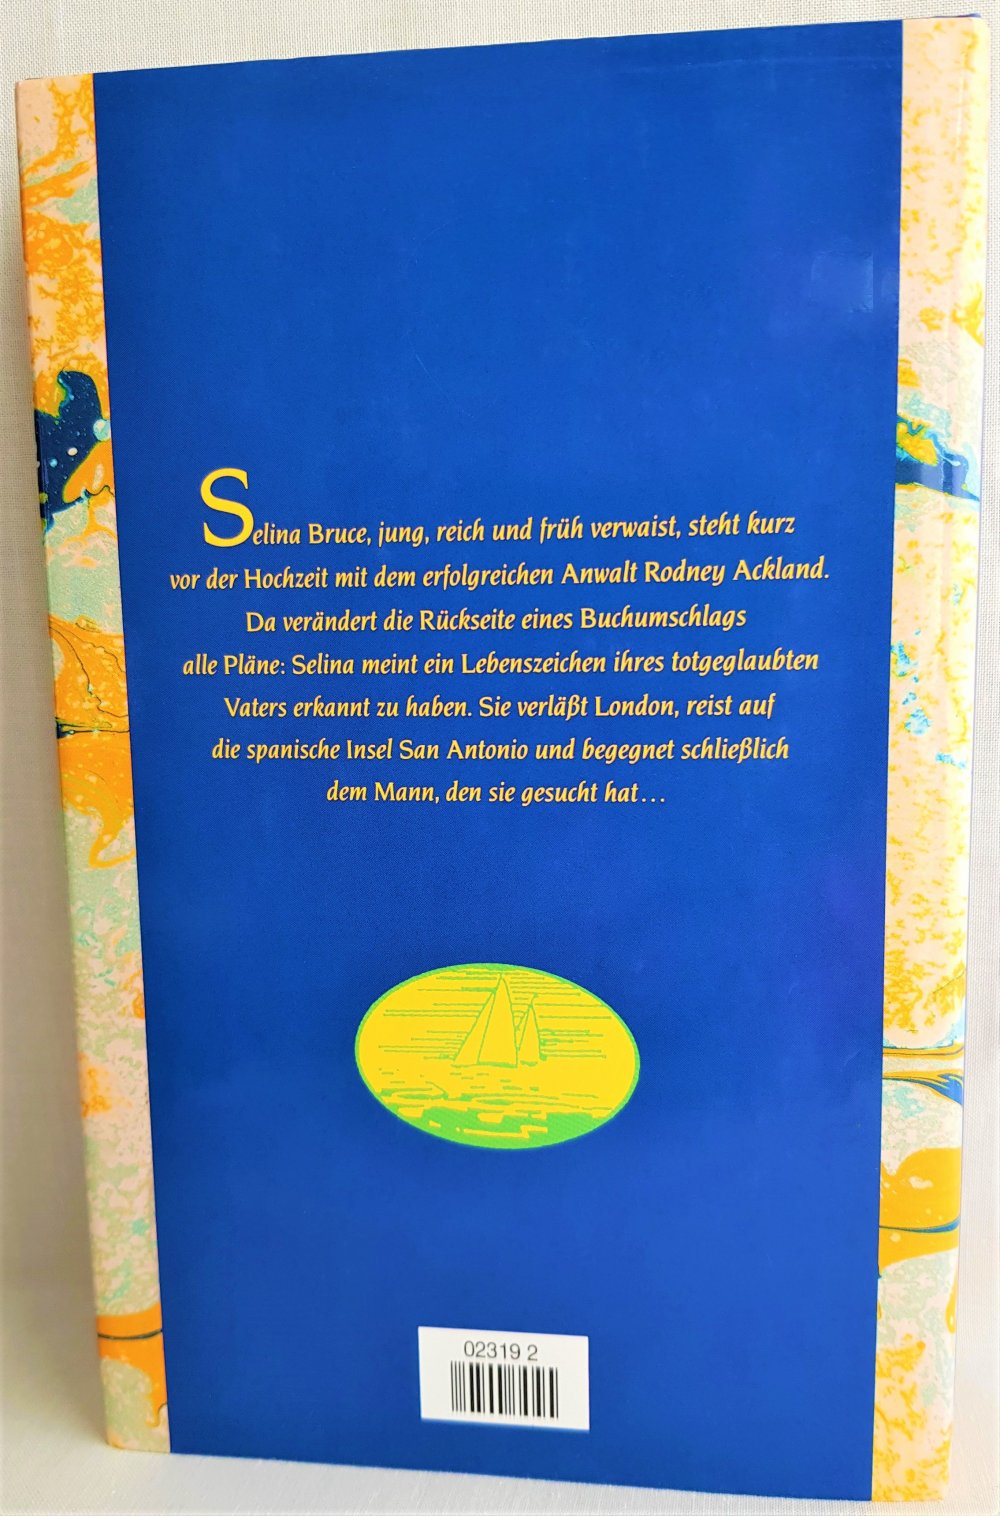 Selina Bruce, jung, reich und früh verwaist, steht kurz
vor der Hochzeit mit dem erfolgreichen Anwalt Rodney Ackland.
Da verändert die Rückseite eines Buchumschlags
alle Pläne: Selina meint ein Lebenszeichen ihres totgeglaubten
Vaters erkannt zu haben. Sie verläßt London, reist auf
die spanische Insel San Antonio und begegnet schließlich
dem Mann, den sie gesucht hat...
02319 2